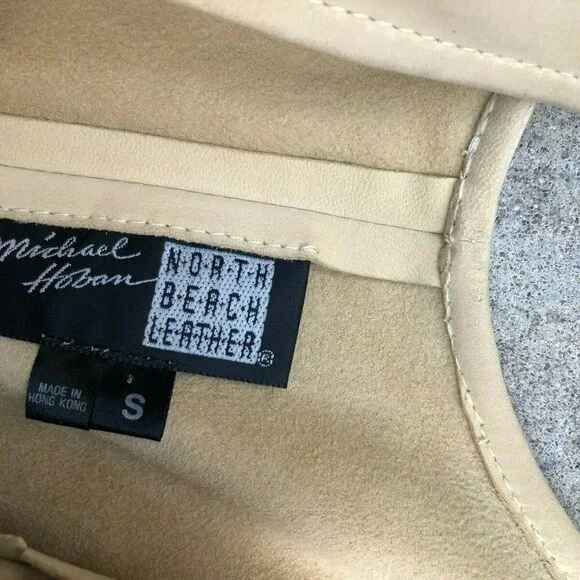 Michael
Hoban
NORTH
BEACH
LEATHER®
MADE IN
HONG KONG
S